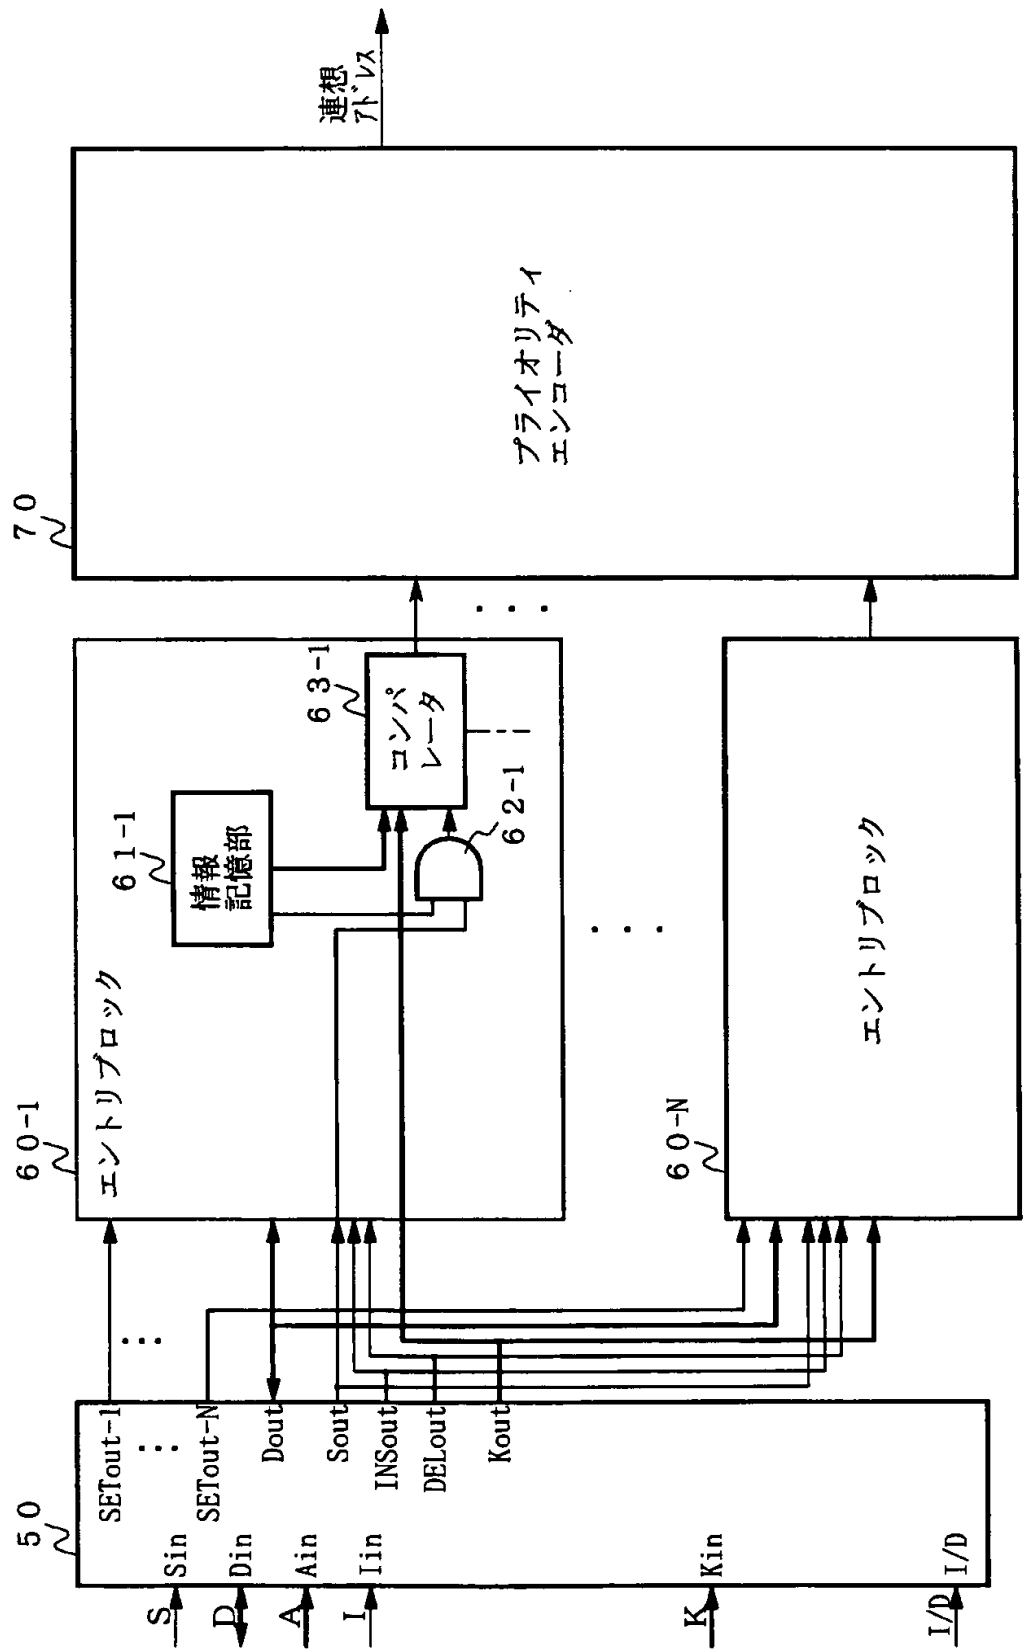 50
S
Sin
D
Din
A
Ain
I
Iin
K
Kin
I/D
I/D
SETout-1
⋮
SETout-N
Dout
Sout
INSout
DELout
Kout
60-1
エントリブロック
61-1
情報
記憶部
62-1
63-1
コンパ
レータ
60-N
エントリブロック
70
プライオリティ
エンコーダ
連想
アドレス